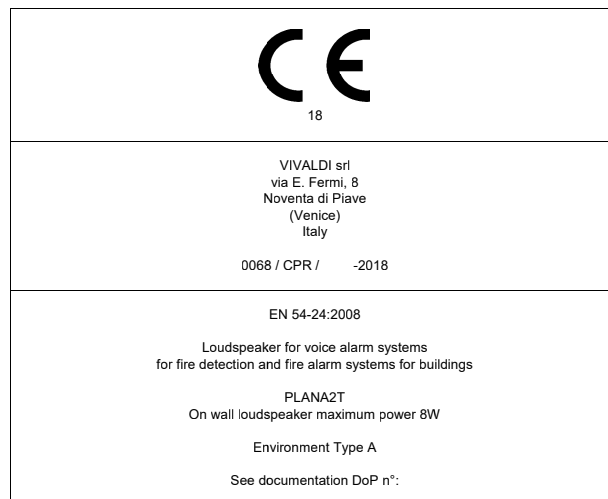 CE
18
VIVALDI srl
via E. Fermi, 8
Noventa di Piave
(Venice)
Italy
0068 / CPR / -2018
EN 54-24:2008
Loudspeaker for voice alarm systems
for fire detection and fire alarm systems for buildings
PLANA2T
On wall loudspeaker maximum power 8W
Environment Type A
See documentation DoP n°: